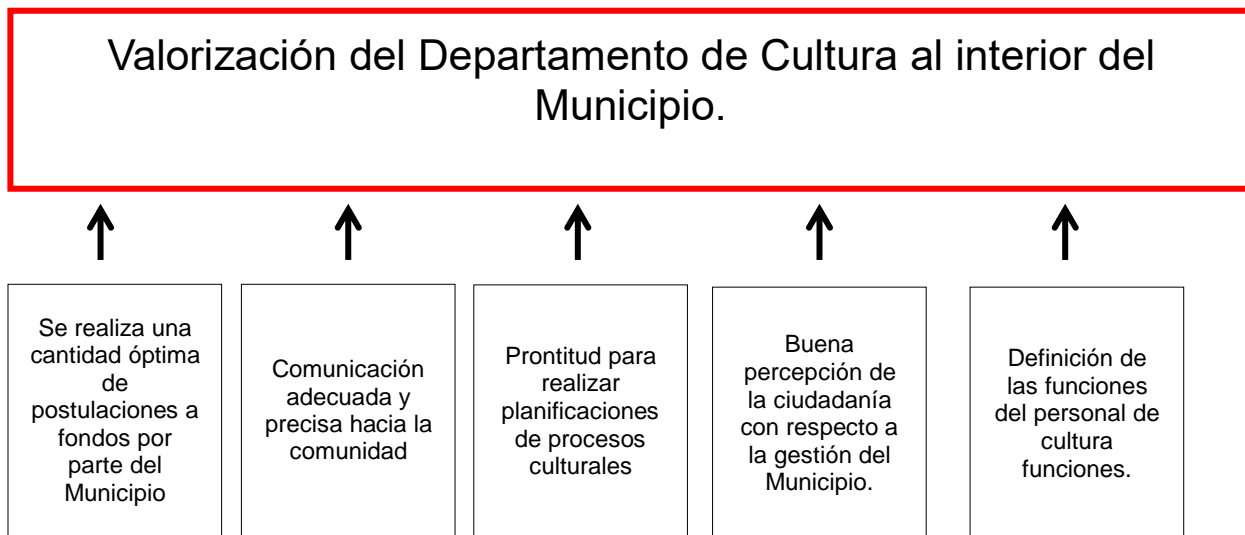 Valorización del Departamento de Cultura al interior del
Municipio.
Se realiza una
cantidad óptima
de
postulaciones a
fondos por
parte del
Municipio
Comunicación
adecuada y
precisa hacia la
comunidad
Prontitud para
realizar
planificaciones
de procesos
culturales
Buena
percepción de
la ciudadanía
con respecto a
la gestión del
Municipio.
Definición de
las funciones
del personal de
cultura
funciones.